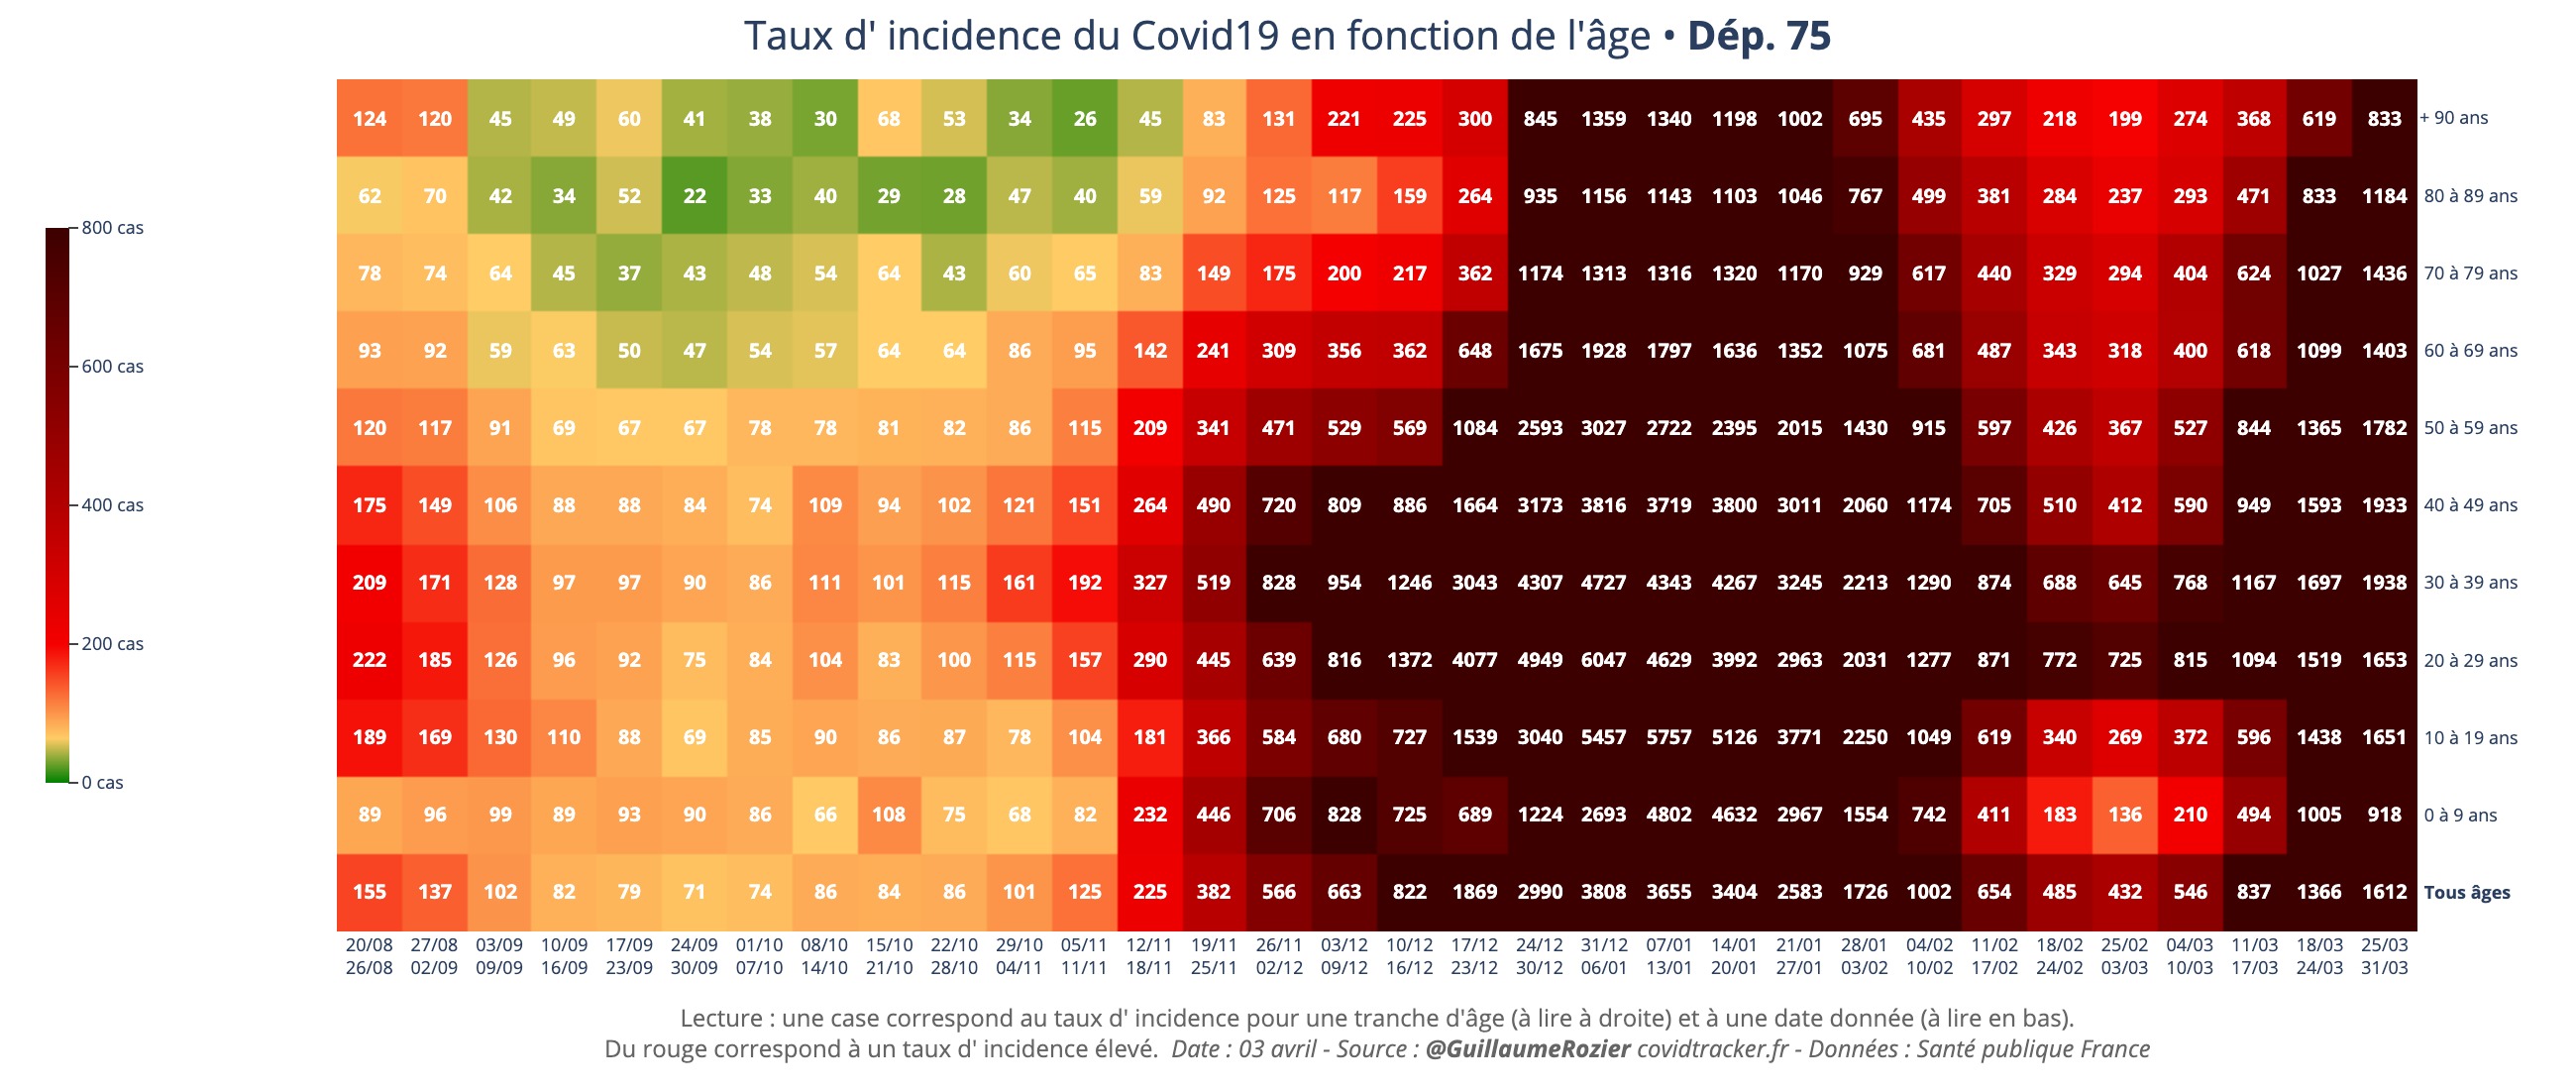 Taux d' incidence du Covid19 en fonction de l'âge • Dép. 75
124 120 45 49 60 41 38 30 68 53 34 26 45 83 131 221 225 300 845 1359 1340 1198 1002 695 435 297 218 199 274 368 619 833 + 90 ans
62 70 42 34 52 22 33 40 29 28 47 40 59 92 125 117 159 264 935 1156 1143 1103 1046 767 499 381 284 237 293 471 833 1184 80 à 89 ans
800 cas
78 74 64 45 37 43 48 54 64 43 60 65 83 149 175 200 217 362 1174 1313 1316 1320 1170 929 617 440 329 294 404 624 1027 1436 70 à 79 ans
93 92 59 63 50 47 54 57 64 64 86 95 142 241 309 356 362 648 1675 1928 1797 1636 1352 1075 681 487 343 318 400 618 1099 1403 60 à 69 ans
600 cas
120 117 91 69 67 67 78 78 81 82 86 115 209 341 471 529 569 1084 2593 3027 2722 2395 2015 1430 915 597 426 367 527 844 1365 1782 50 à 59 ans
400 cas
175 149 106 88 88 84 74 109 94 102 121 151 264 490 720 809 886 1664 3173 3816 3719 3800 3011 2060 1174 705 510 412 590 949 1593 1933 40 à 49 ans
209 171 128 97 97 90 86 111 101 115 161 192 327 519 828 954 1246 3043 4307 4727 4343 4267 3245 2213 1290 874 688 645 768 1167 1697 1938 30 à 39 ans
200 cas
222 185 126 96 92 75 84 104 83 100 115 157 290 445 639 816 1372 4077 4949 6047 4629 3992 2963 2031 1277 871 772 725 815 1094 1519 1653 20 à 29 ans
189 169 130 110 88 69 85 90 86 87 78 104 181 366 584 680 727 1539 3040 5457 5757 5126 3771 2250 1049 619 340 269 372 596 1438 1651 10 à 19 ans
0 cas
89 96 99 89 93 90 86 66 108 75 68 82 232 446 706 828 725 689 1224 2693 4802 4632 2967 1554 742 411 183 136 210 494 1005 918 0 à 9 ans
155 137 102 82 79 71 74 86 84 86 101 125 225 382 566 663 822 1869 2990 3808 3655 3404 2583 1726 1002 654 485 432 546 837 1366 1612 Tous âges
20/08 27/08 03/09 10/09 17/09 24/09 01/10 08/10 15/10 22/10 29/10 05/11 12/11 19/11 26/11 03/12 10/12 17/12 24/12 31/12 07/01 14/01 21/01 28/01 04/02 11/02 18/02 25/02 04/03 11/03 18/03 25/03
26/08 02/09 09/09 16/09 23/09 30/09 07/10 14/10 21/10 28/10 04/11 11/11 18/11 25/11 02/12 09/12 16/12 23/12 30/12 06/01 13/01 20/01 27/01 03/02 10/02 17/02 24/02 03/03 10/03 17/03 24/03 31/03
Lecture : une case correspond au taux d' incidence pour une tranche d'âge (à lire à droite) et à une date donnée (à lire en bas).
Du rouge correspond à un taux d' incidence élevé. Date : 03 avril - Source : @GuillaumeRozier covidtracker.fr - Données : Santé publique France